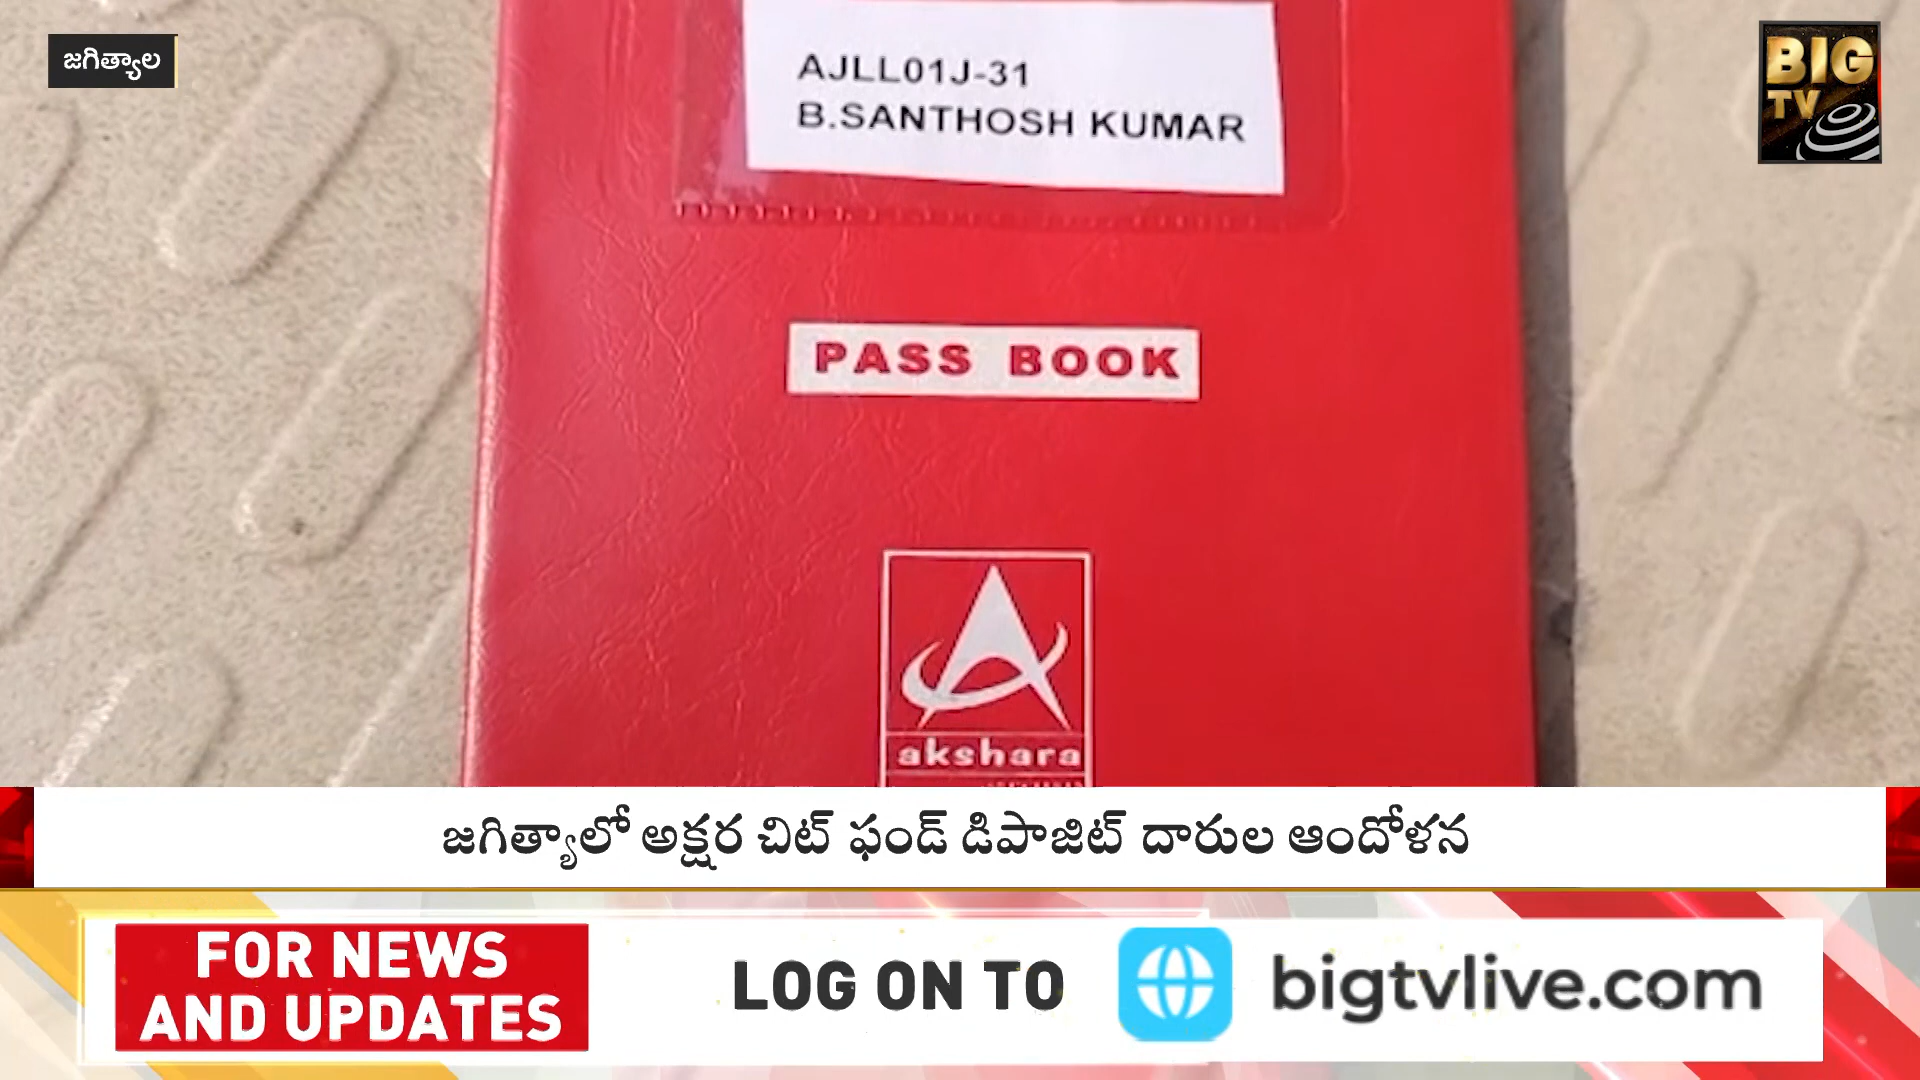 జగిత్యాల
BIG
TV
AJLL01J-31
B.SANTHOSH KUMAR
PASS BOOK
akshara
జగిత్యాలో అక్షర చిట్ ఫండ్ డిపాజిట్ దారుల ఆందోళన
FOR NEWS
AND UPDATES
LOG ON TO
bigtvlive.com